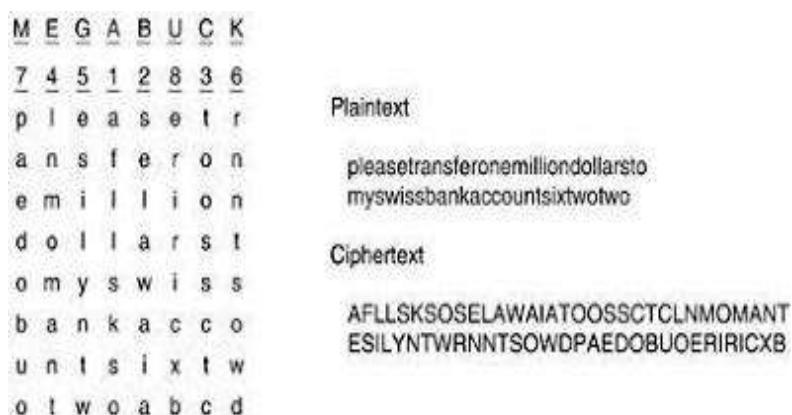 M E G A B U C K
7 4 5 1 2 8 3 6
p l e a s e t r
a n s f e r o n
e m i l l i o n
d o l l a r s t
o m y s w i s s
b a n k a c c o
u n t s i x t w
o t w o a b c d
Plaintext
pleasetransferonemilliondollarsto
myswissbankaccountsixtwotwo
Ciphertext
AFLLSKSOSELAWAIATOOSSCTCLNMOMANT
ESILYNTWRNNTSOWDPAEDOBUOERIRICXB